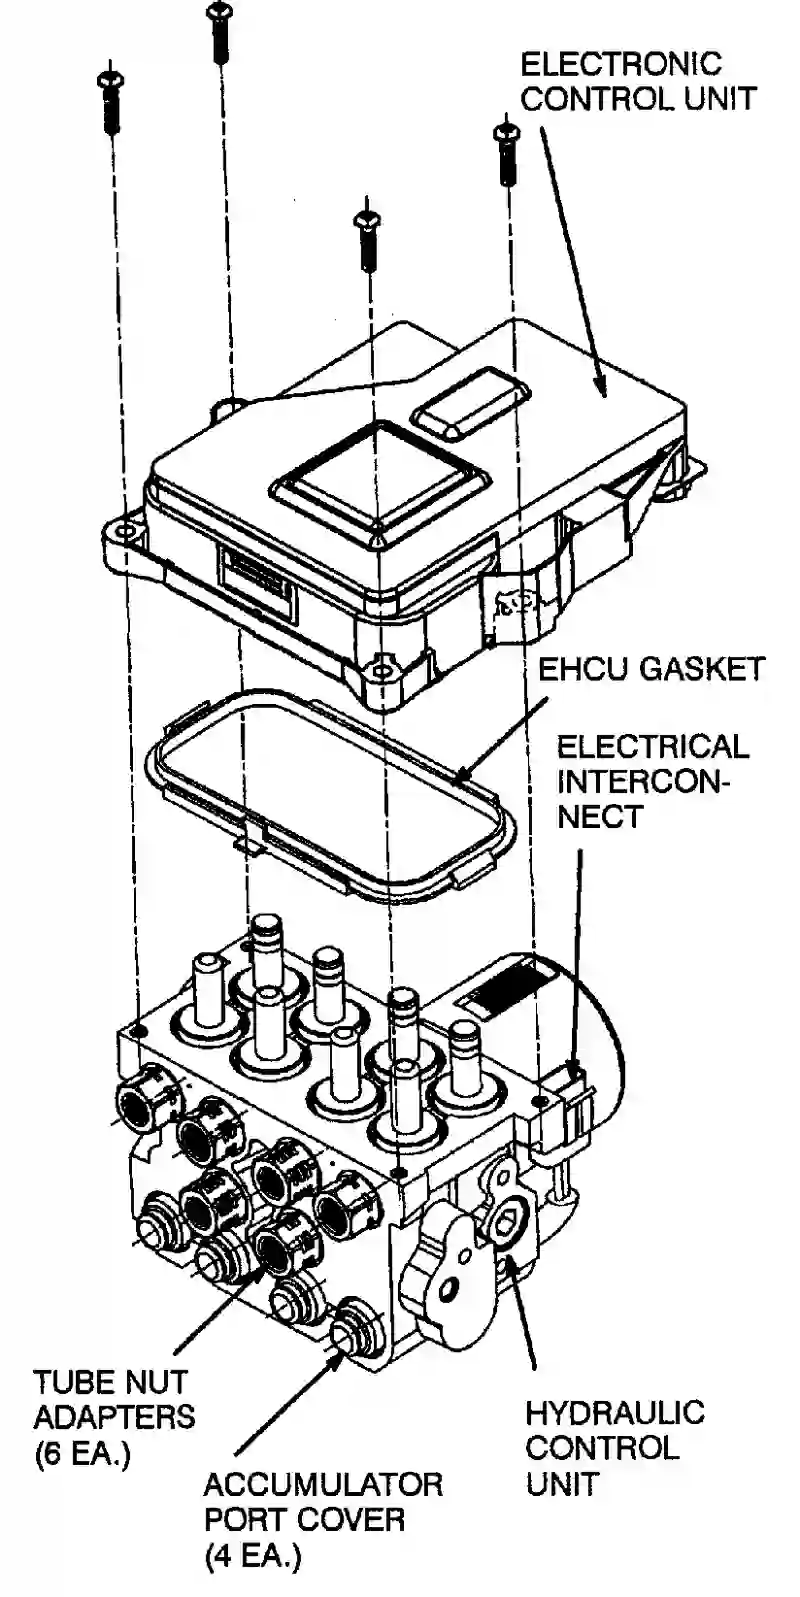 ELECTRONIC
CONTROL UNIT
EHCU GASKET
ELECTRICAL
INTERCON-
NECT
TUBE NUT
ADAPTERS
(6 EA.)
ACCUMULATOR
PORT COVER
(4 EA.)
HYDRAULIC
CONTROL
UNIT